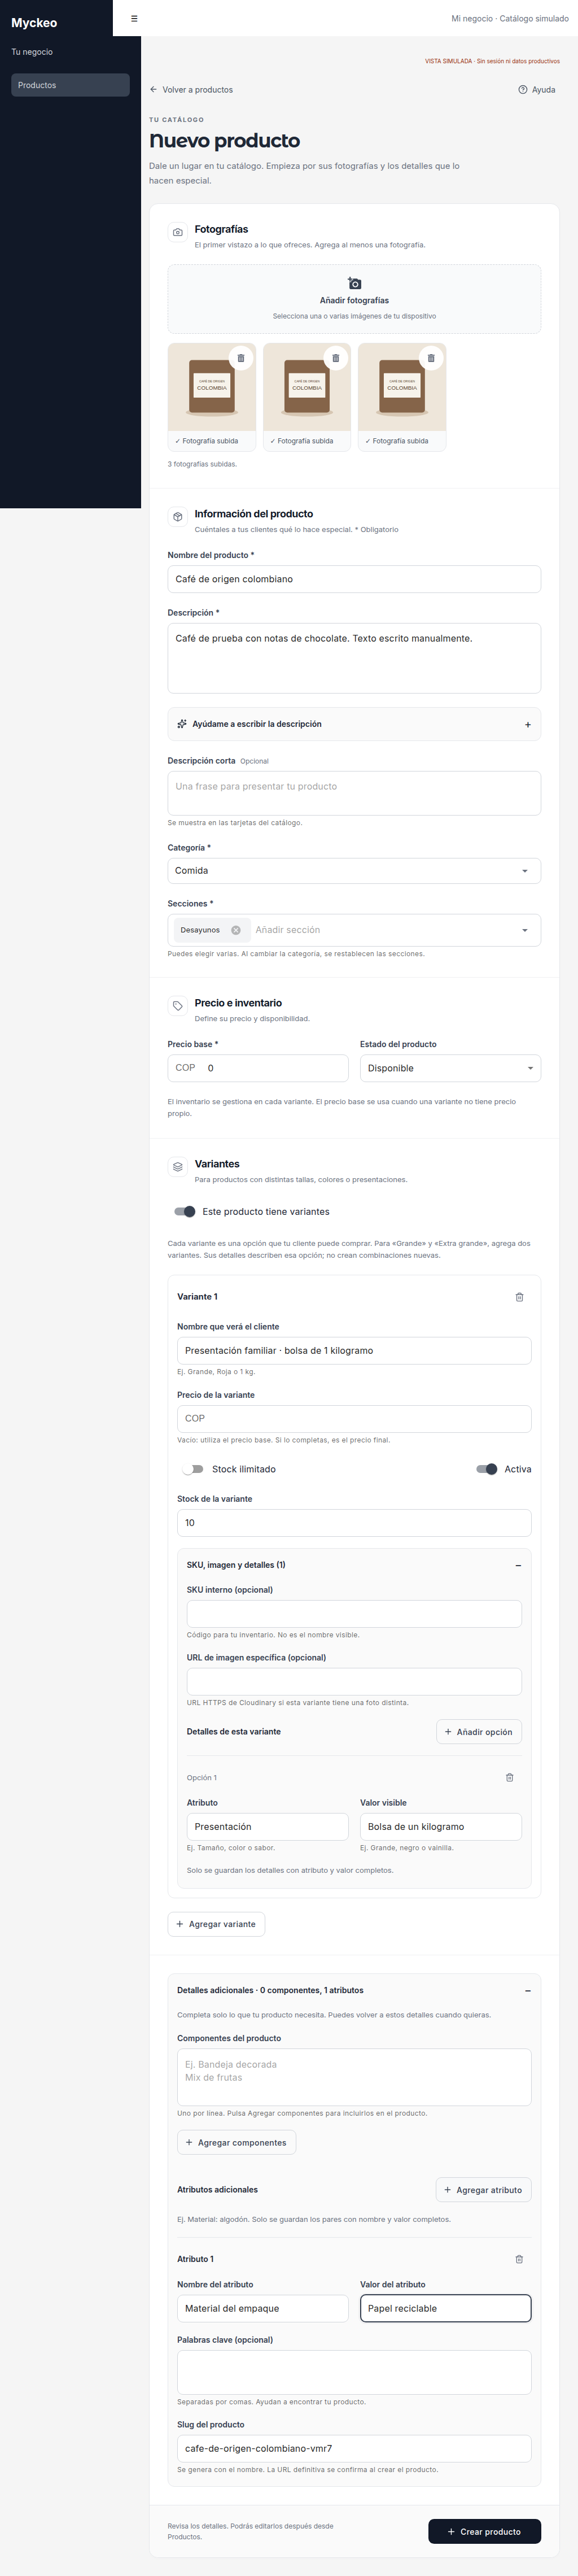 Myckeo
☰
Mi negocio · Catálogo simulado
Tu negocio
Productos
VISTA SIMULADA · Sin sesión ni datos productivos
Volver a productos
Ayuda
TU CATÁLOGO
Nuevo producto
Dale un lugar en tu catálogo. Empieza por sus fotografías y los detalles que lo
hacen especial.
Fotografías
El primer vistazo a lo que ofreces. Agrega al menos una fotografía.
Añadir fotografías
Selecciona una o varias imágenes de tu dispositivo
CAFÉ DE ORIGEN
COLOMBIA
CAFÉ DE ORIGEN
COLOMBIA
CAFÉ DE ORIGEN
COLOMBIA
✓ Fotografía subida
✓ Fotografía subida
✓ Fotografía subida
3 fotografías subidas.
Información del producto
Cuéntales a tus clientes qué lo hace especial. * Obligatorio
Nombre del producto *
Café de origen colombiano
Descripción *
Café de prueba con notas de chocolate. Texto escrito manualmente.
Ayúdame a escribir la descripción
+
Descripción corta Opcional
Una frase para presentar tu producto
Se muestra en las tarjetas del catálogo.
Categoría *
Comida
Secciones *
Desayunos
Añadir sección
Puedes elegir varias. Al cambiar la categoría, se restablecen las secciones.
Precio e inventario
Define su precio y disponibilidad.
Precio base *
Estado del producto
COP 0
Disponible
El inventario se gestiona en cada variante. El precio base se usa cuando una variante no tiene precio
propio.
Variantes
Para productos con distintas tallas, colores o presentaciones.
Este producto tiene variantes
Cada variante es una opción que tu cliente puede comprar. Para «Grande» y «Extra grande», agrega dos
variantes. Sus detalles describen esa opción; no crean combinaciones nuevas.
Variante 1
Nombre que verá el cliente
Presentación familiar · bolsa de 1 kilogramo
Ej. Grande, Roja o 1 kg.
Precio de la variante
COP
Vacío: utiliza el precio base. Si lo completas, es el precio final.
Stock ilimitado
Activa
Stock de la variante
10
SKU, imagen y detalles (1)
−
SKU interno (opcional)
Código para tu inventario. No es el nombre visible.
URL de imagen específica (opcional)
URL HTTPS de Cloudinary si esta variante tiene una foto distinta.
Detalles de esta variante
+ Añadir opción
Opción 1
Atributo
Valor visible
Presentación
Bolsa de un kilogramo
Ej. Tamaño, color o sabor.
Ej. Grande, negro o vainilla.
Solo se guardan los detalles con atributo y valor completos.
+ Agregar variante
Detalles adicionales · 0 componentes, 1 atributos
−
Completa solo lo que tu producto necesita. Puedes volver a estos detalles cuando quieras.
Componentes del producto
Ej. Bandeja decorada
Mix de frutas
Uno por línea. Pulsa Agregar componentes para incluirlos en el producto.
+ Agregar componentes
Atributos adicionales
+ Agregar atributo
Ej. Material: algodón. Solo se guardan los pares con nombre y valor completos.
Atributo 1
Nombre del atributo
Valor del atributo
Material del empaque
Papel reciclable
Palabras clave (opcional)
Separadas por comas. Ayudan a encontrar tu producto.
Slug del producto
cafe-de-origen-colombiano-vmr7
Se genera con el nombre. La URL definitiva se confirma al crear el producto.
Revisa los detalles. Podrás editarlos después desde
Productos.
+ Crear producto